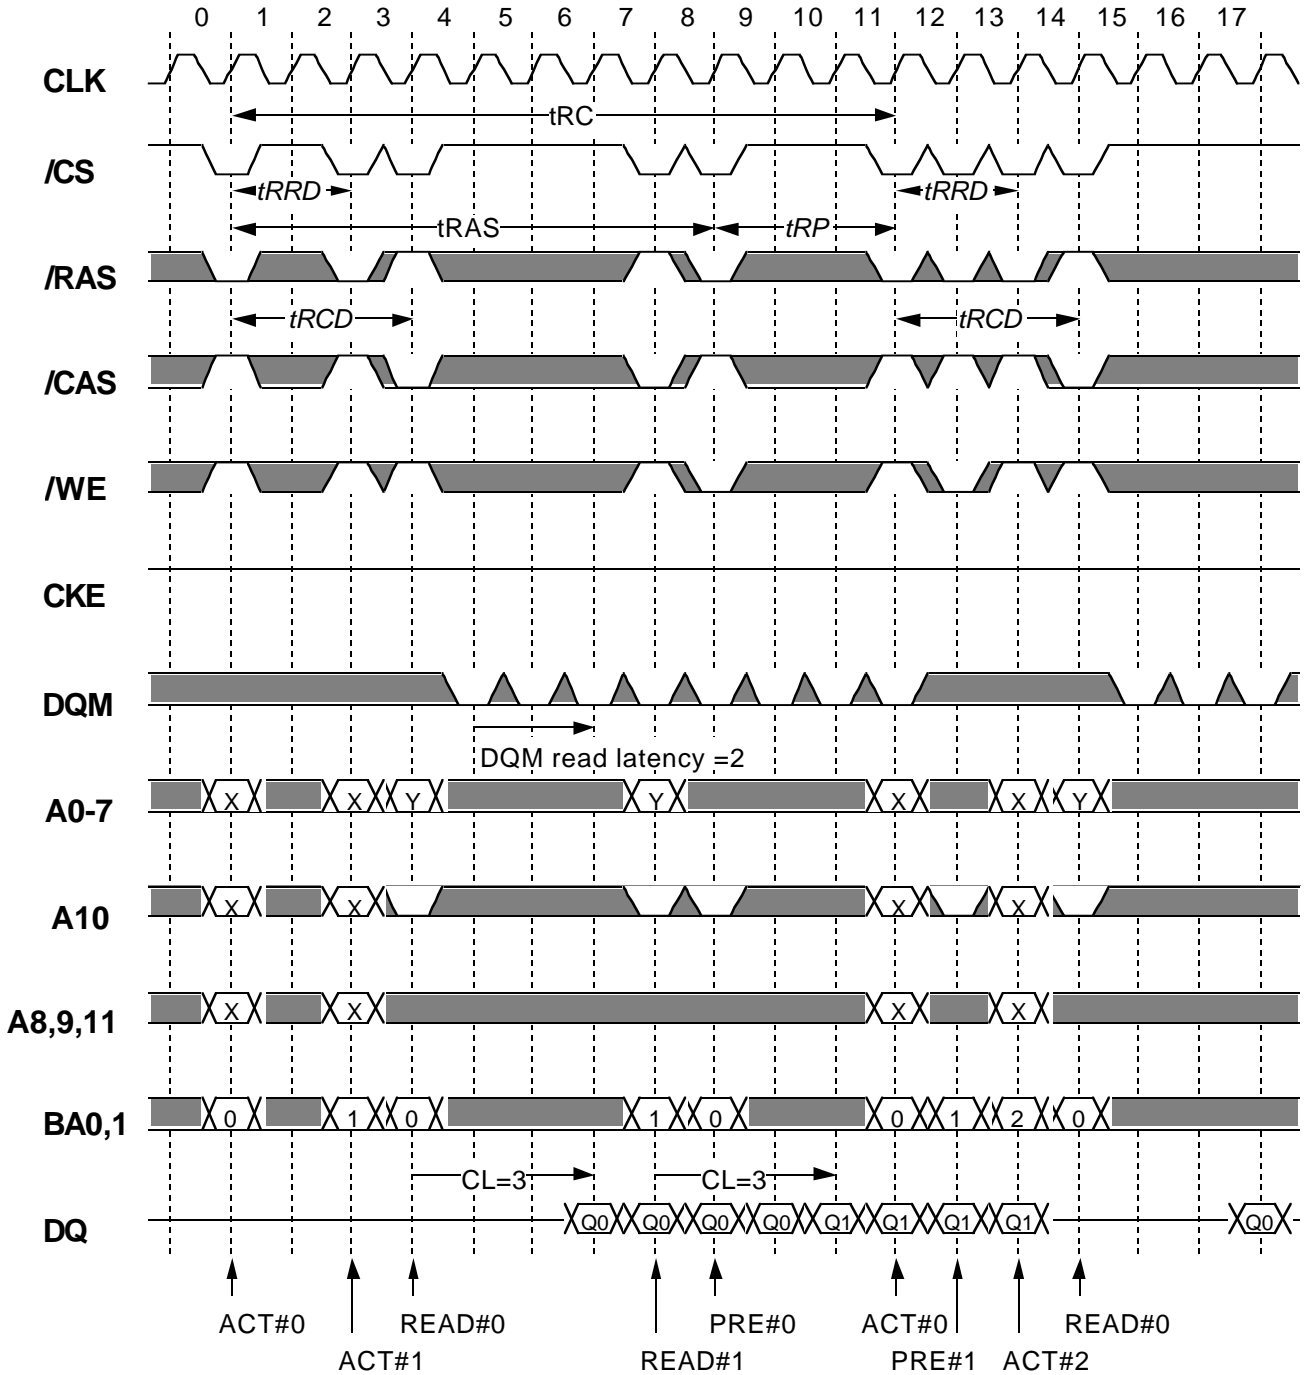 0 1 2 3 4 5 6 7 8 9 10 11 12 13 14 15 16 17
CLK
tRC
/CS
tRRD tRRD
tRAS tRP
/RAS
tRCD tRCD
/CAS
/WE
CKE
DQM
DQM read latency =2
A0-7 X X Y Y X X Y
A10 X X X X
A8,9,11 X X X X
BA0,1 0 1 0 1 0 0 1 2 0
CL=3 CL=3
DQ Q0 Q0 Q0 Q0 Q1 Q1 Q1 Q1 Q0
ACT#0 READ#0 PRE#0 ACT#0 READ#0
ACT#1 READ#1 PRE#1 ACT#2